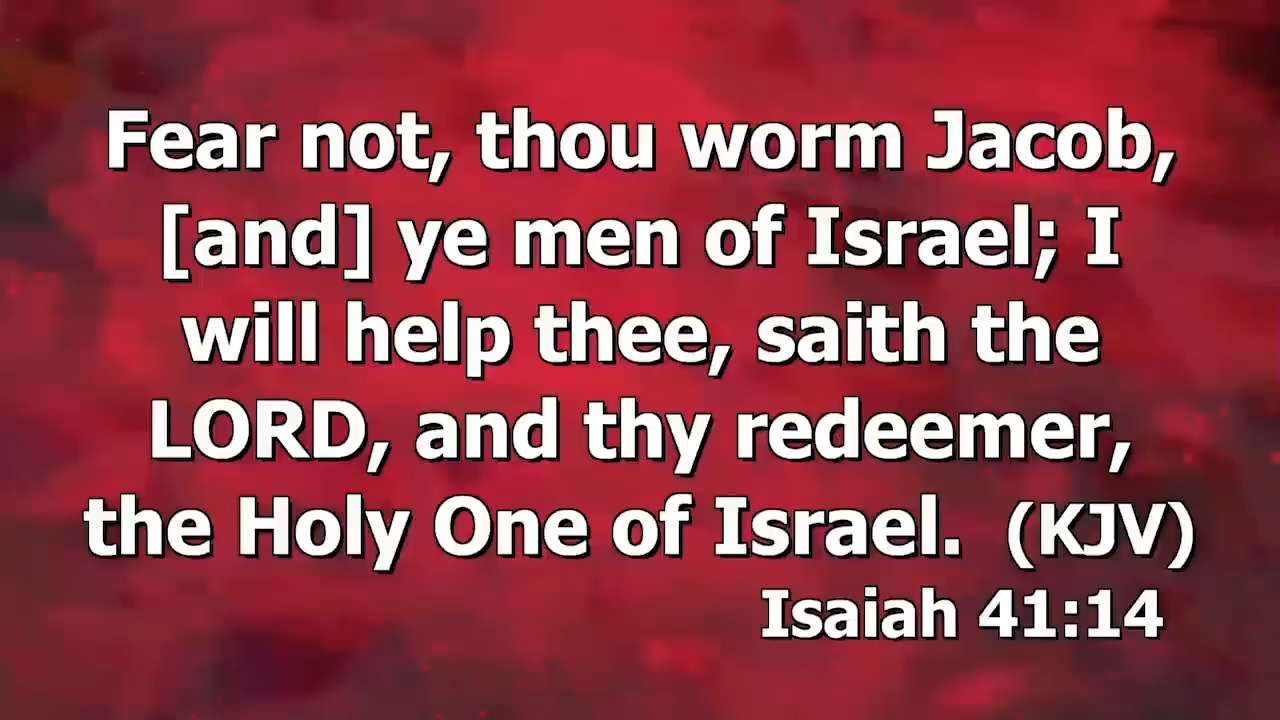 Fear not, thou worm Jacob,
[and] ye men of Israel; I
will help thee, saith the
LORD, and thy redeemer,
the Holy One of Israel.  (KJV)
Isaiah 41:14